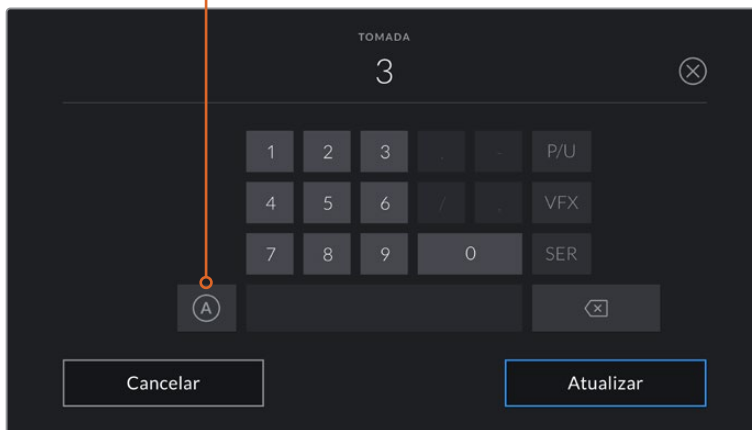 TOMADA
3
1 2 3 . - P/U
4 5 6 / , VFX
7 8 9 0 SER
A
Cancelar Atualizar